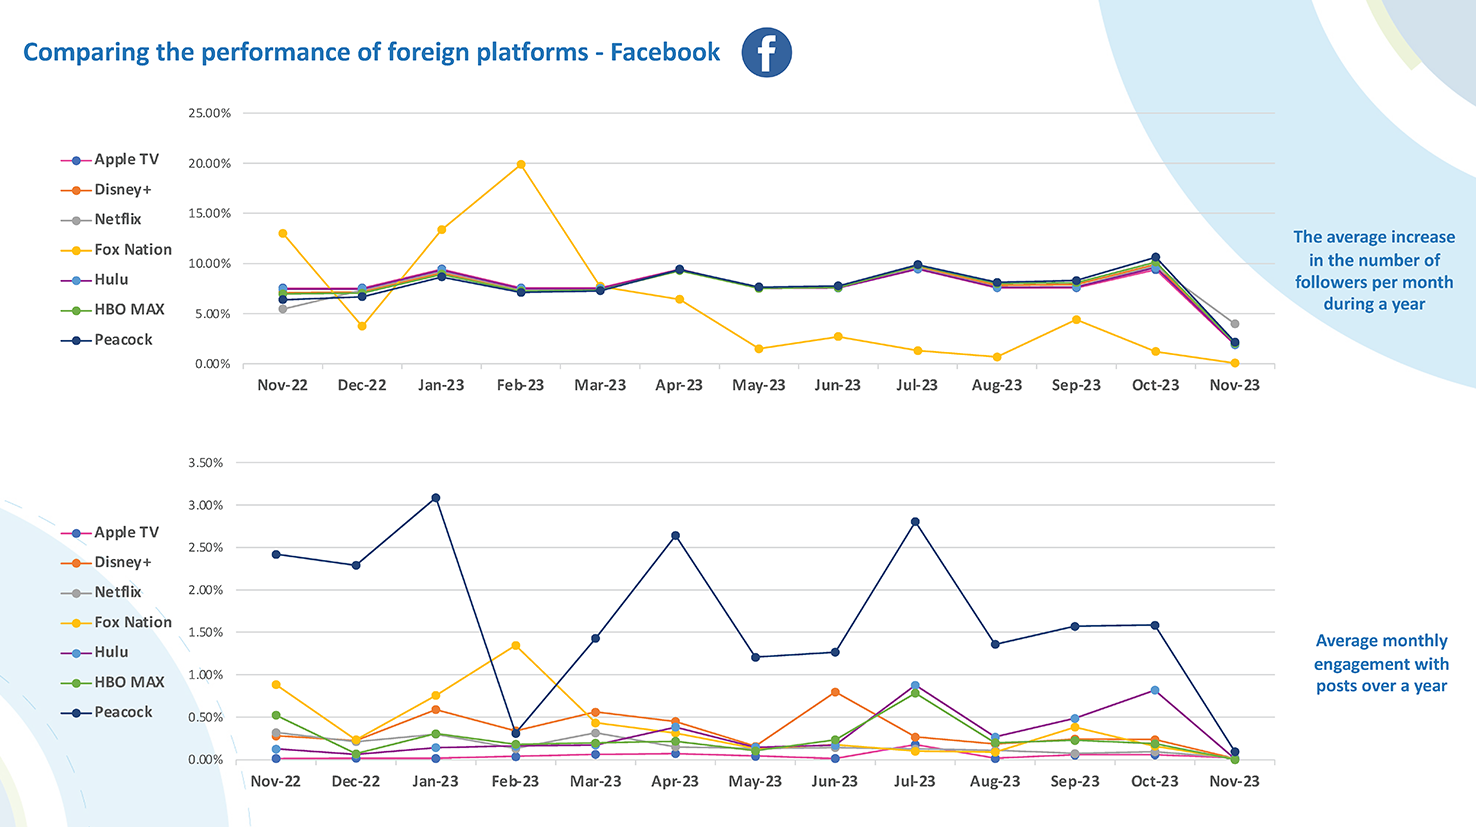 Comparing the performance of foreign platforms - Facebook
25.00%
20.00%
15.00%
10.00%
5.00%
0.00%
Apple TV
Disney+
Netflix
Fox Nation
Hulu
HBO MAX
Peacock
Nov-22 Dec-22 Jan-23 Feb-23 Mar-23 Apr-23 May-23 Jun-23 Jul-23 Aug-23 Sep-23 Oct-23 Nov-23
The average increase
in the number of
followers per month
during a year
3.50%
3.00%
2.50%
2.00%
1.50%
1.00%
0.50%
0.00%
Apple TV
Disney+
Netflix
Fox Nation
Hulu
HBO MAX
Peacock
Nov-22 Dec-22 Jan-23 Feb-23 Mar-23 Apr-23 May-23 Jun-23 Jul-23 Aug-23 Sep-23 Oct-23 Nov-23
Average monthly
engagement with
posts over a year